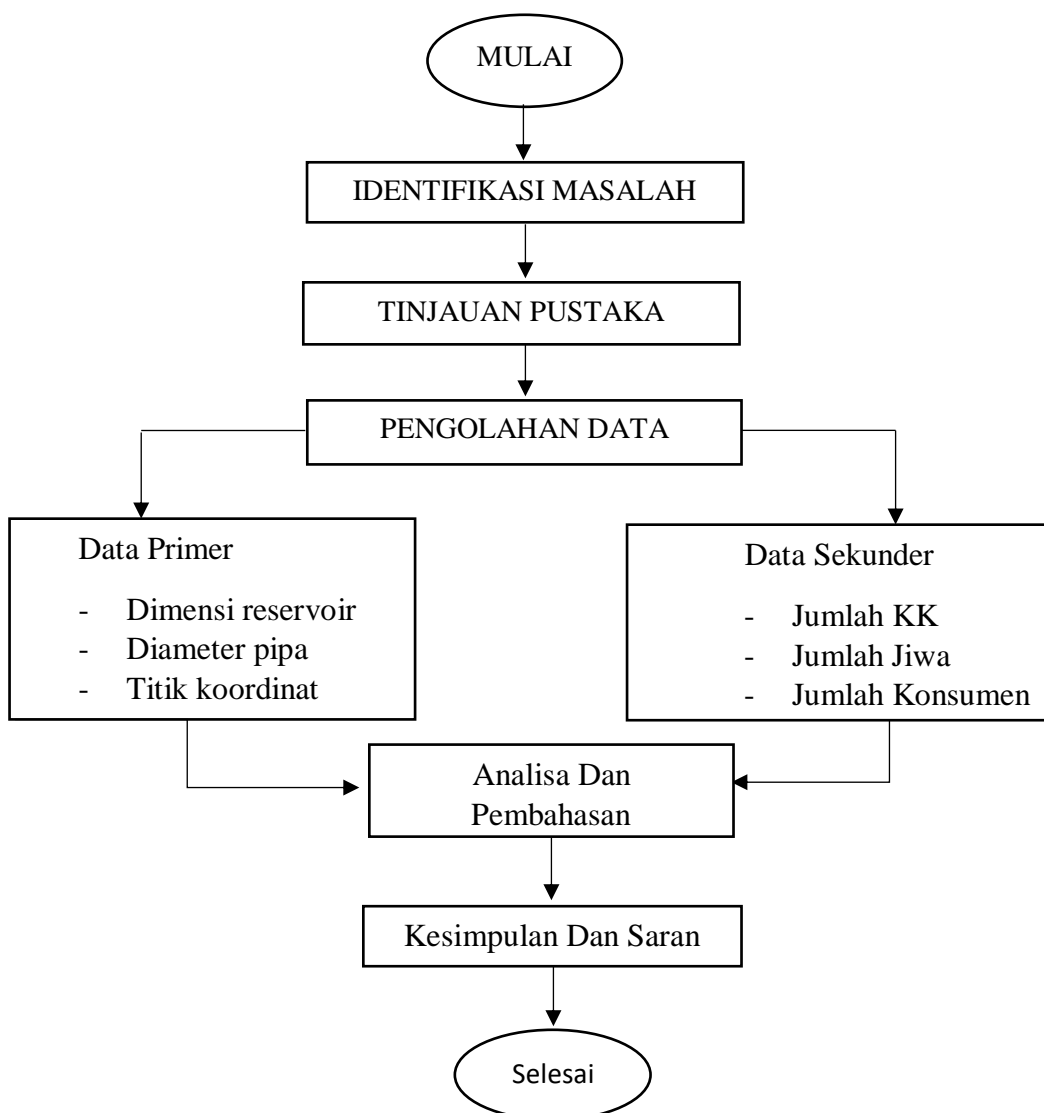 MULAI
IDENTIFIKASI MASALAH
TINJAUAN PUSTAKA
PENGOLAHAN DATA
Data Primer
- Dimensi reservoir
- Diameter pipa
- Titik koordinat
Data Sekunder
- Jumlah KK
- Jumlah Jiwa
- Jumlah Konsumen
Analisa Dan
Pembahasan
Kesimpulan Dan Saran
Selesai